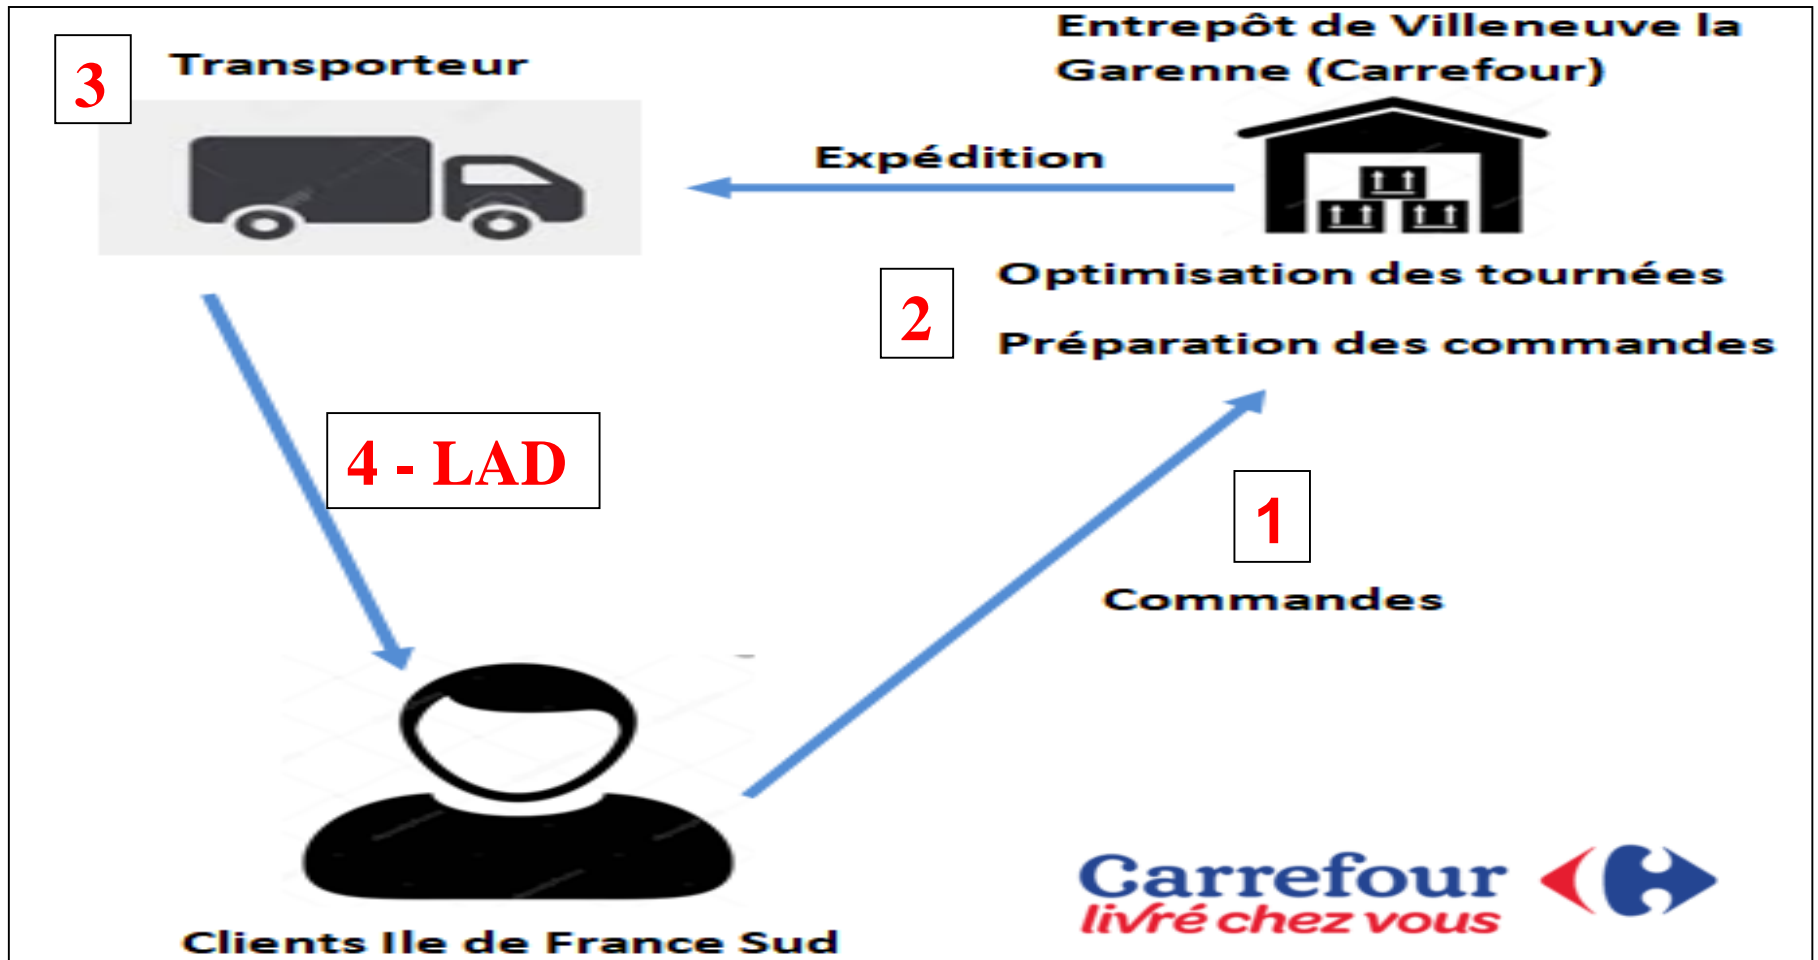 3
Transporteur
Entrepôt de Villeneuve la
Garenne (Carrefour)
Expédition
2
Optimisation des tournées
Préparation des commandes
4 - LAD
1
Commandes
Clients Ile de France Sud
Carrefour
livré chez vous